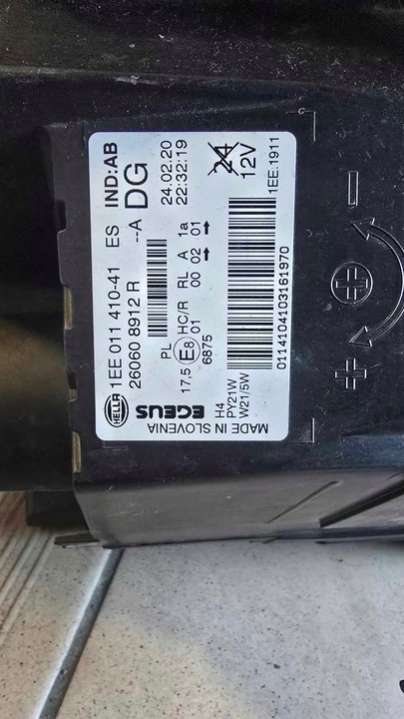 HELLA
1EE 011 410-41 ES IND:AB
26060 8912 R --A DG
24.02.20
22:32:19
PL HC/R RL A 1a
17.5 E8 01 00 02 01
6875
EGEUS
H4
PY21W
W21/5W
24
12V
MADE IN SLOVENIA
0114104103161970
1EE.1911
+
−